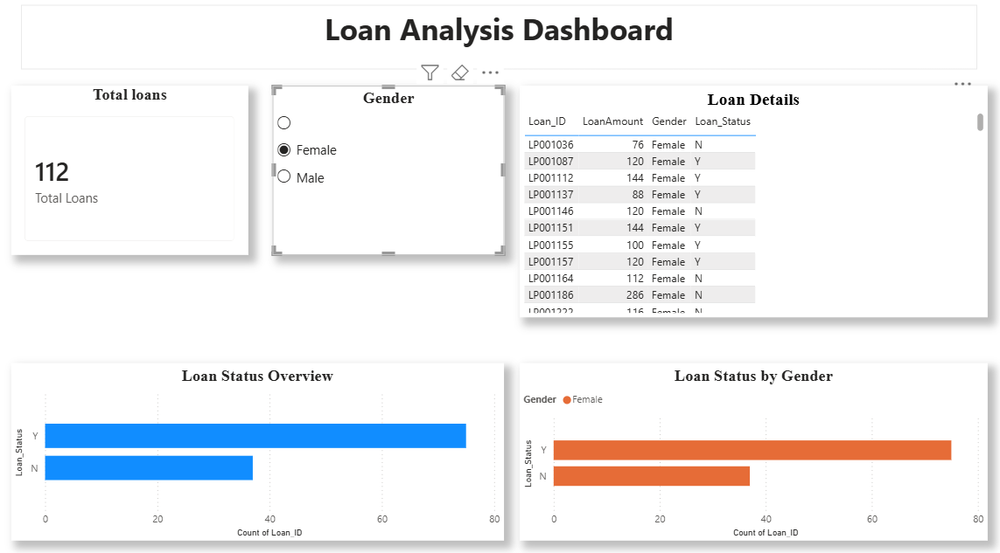 Loan Analysis Dashboard
Total loans
112
Total Loans
Gender
Female
Male
Loan Details
Loan_ID LoanAmount Gender Loan_Status
LP001036 76 Female N
LP001087 120 Female Y
LP001112 144 Female Y
LP001137 88 Female Y
LP001146 120 Female N
LP001151 144 Female Y
LP001155 100 Female Y
LP001157 120 Female Y
LP001164 112 Female N
LP001186 286 Female N
LP001222 116 Female N
Loan Status Overview
Loan_Status
Y
N
0 20 40 60 80
Count of Loan_ID
Loan Status by Gender
Gender Female
Loan_Status
Y
N
0 20 40 60 80
Count of Loan_ID